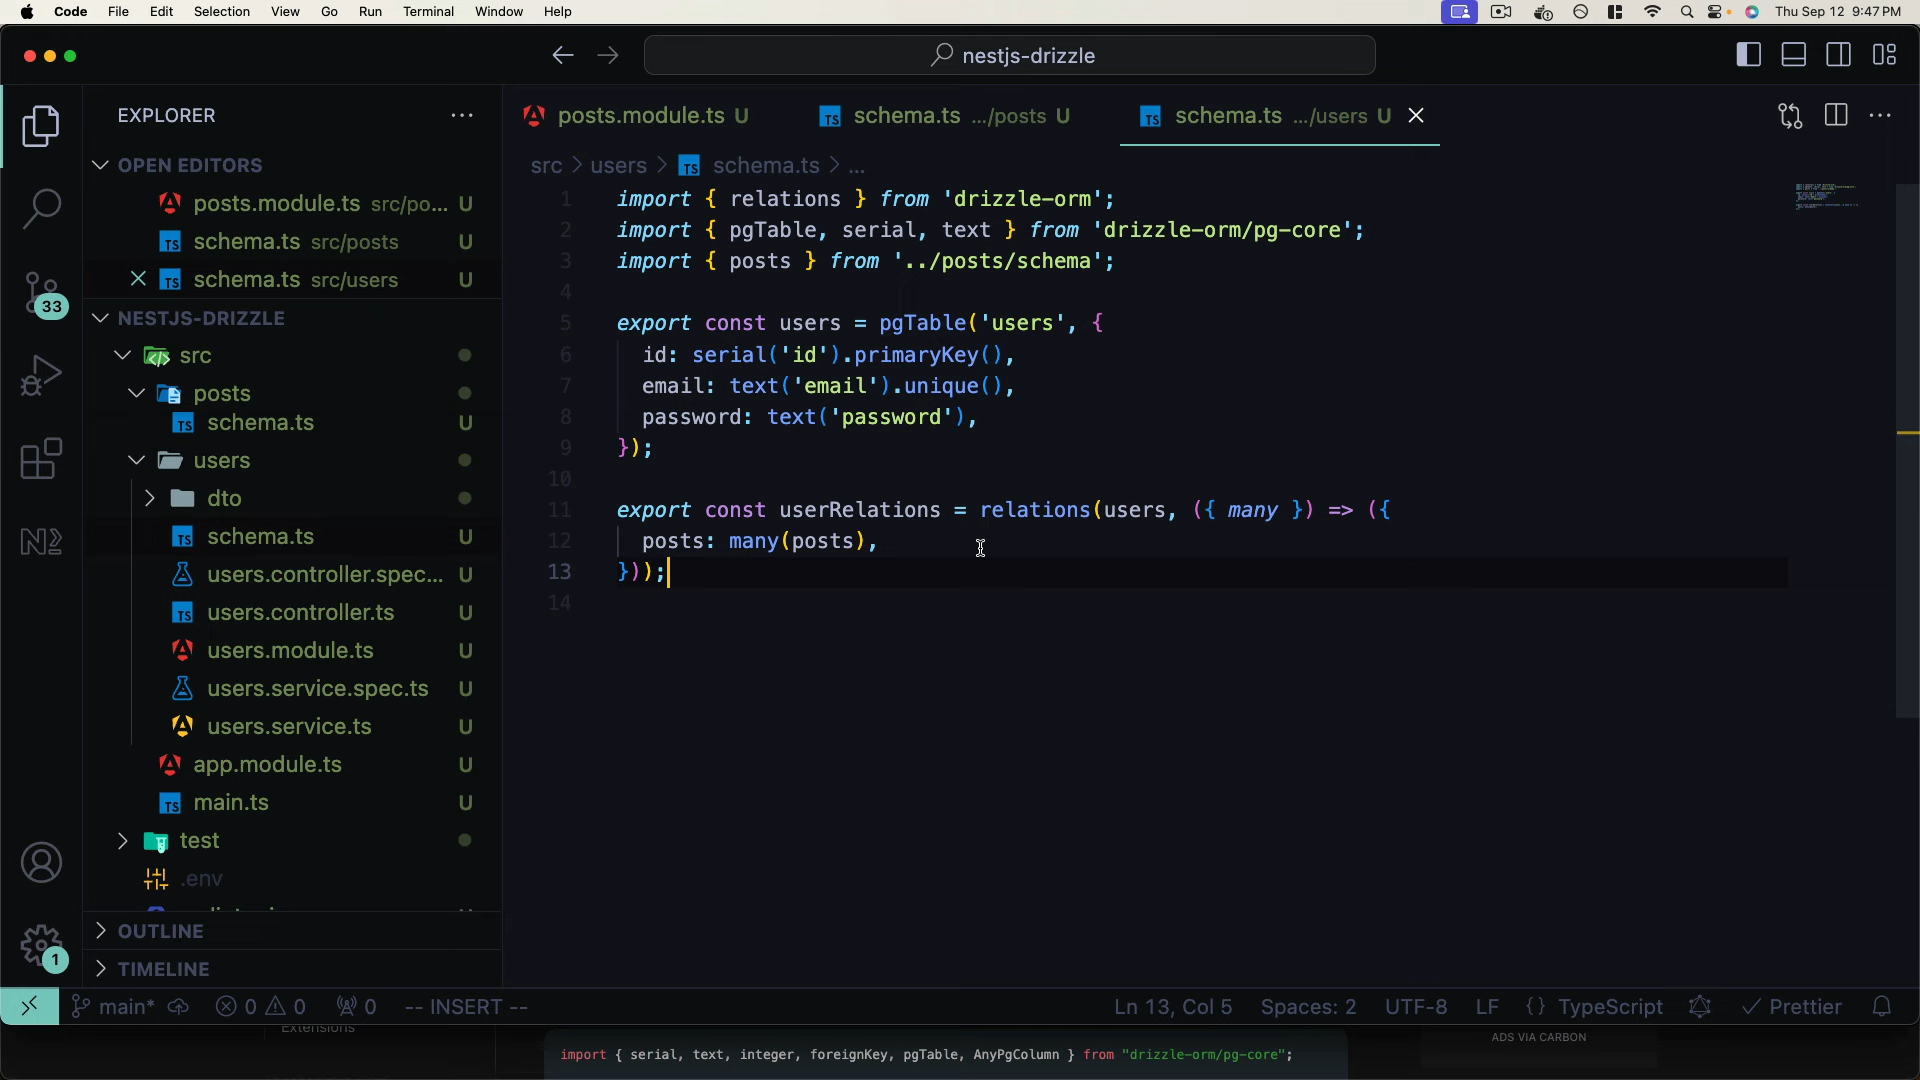 Code File Edit Selection View Go Run Terminal Window Help
Thu Sep 12 9:47 PM
nestjs-drizzle
EXPLORER
OPEN EDITORS
posts.module.ts src/po... U
schema.ts src/posts U
schema.ts src/users U
NESTJS-DRIZZLE
src
posts
schema.ts U
users
dto
schema.ts U
users.controller.spec... U
users.controller.ts U
users.module.ts U
users.service.spec.ts U
users.service.ts U
app.module.ts U
main.ts U
test
.env
OUTLINE
TIMELINE
33
1
posts.module.ts U
schema.ts .../posts U
schema.ts .../users U
src > users > TS schema.ts > ...
1 import { relations } from 'drizzle-orm';
2 import { pgTable, serial, text } from 'drizzle-orm/pg-core';
3 import { posts } from '../posts/schema';
4
5 export const users = pgTable('users', {
6 id: serial('id').primaryKey(),
7 email: text('email').unique(),
8 password: text('password'),
9 });
10
11 export const userRelations = relations(users, ({ many }) => ({
12 posts: many(posts),
13 }));
14
main* 0 0 0 -- INSERT --
Ln 13, Col 5 Spaces: 2 UTF-8 LF {} TypeScript Prettier
Extensions
import { serial, text, integer, foreignKey, pgTable, AnyPgColumn } from "drizzle-orm/pg-core";
ADS VIA CARBON